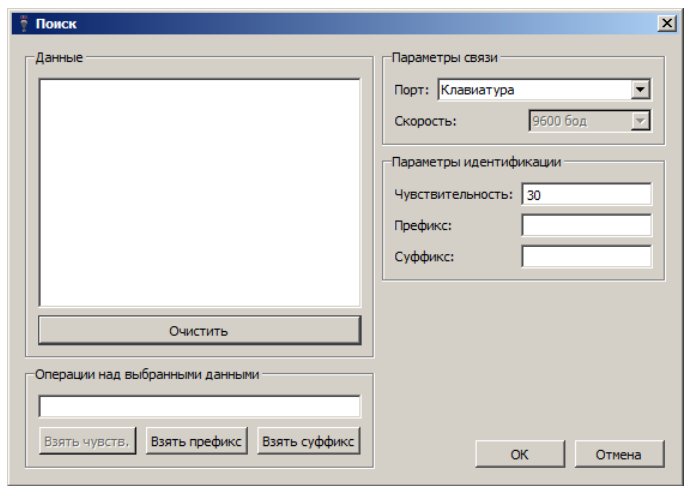 Поиск
Данные
Очистить
Операции над выбранными данными
Взять чувств.
Взять префикс
Взять суффикс
Параметры связи
Порт: Клавиатура
Скорость: 9600 бод
Параметры идентификации
Чувствительность: 30
Префикс:
Суффикс:
OK
Отмена